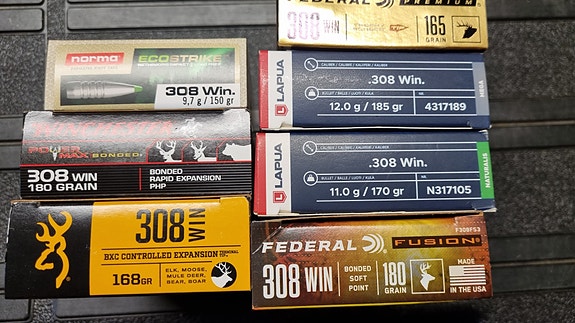 FEDERAL PREMIUM
308 WIN
165
GRAIN
norma
ECOSTRIKE
308 Win.
9,7 g / 150 gr
LAPUA
.308 Win.
12.0 g / 185 gr
4317189
MEGA
POWER
MAX BONDED
308 WIN
180 GRAIN
BONDED
RAPID EXPANSION
PHP
LAPUA
.308 Win.
11.0 g / 170 gr
N317105
NATURALIS
308 WIN
BXC CONTROLLED EXPANSION
168GR
ELK, MOOSE,
MULE DEER,
BEAR, BOAR
F308FS3
FEDERAL FUSION
308 WIN
BONDED
SOFT
POINT
180
GRAIN
MADE
IN THE USA